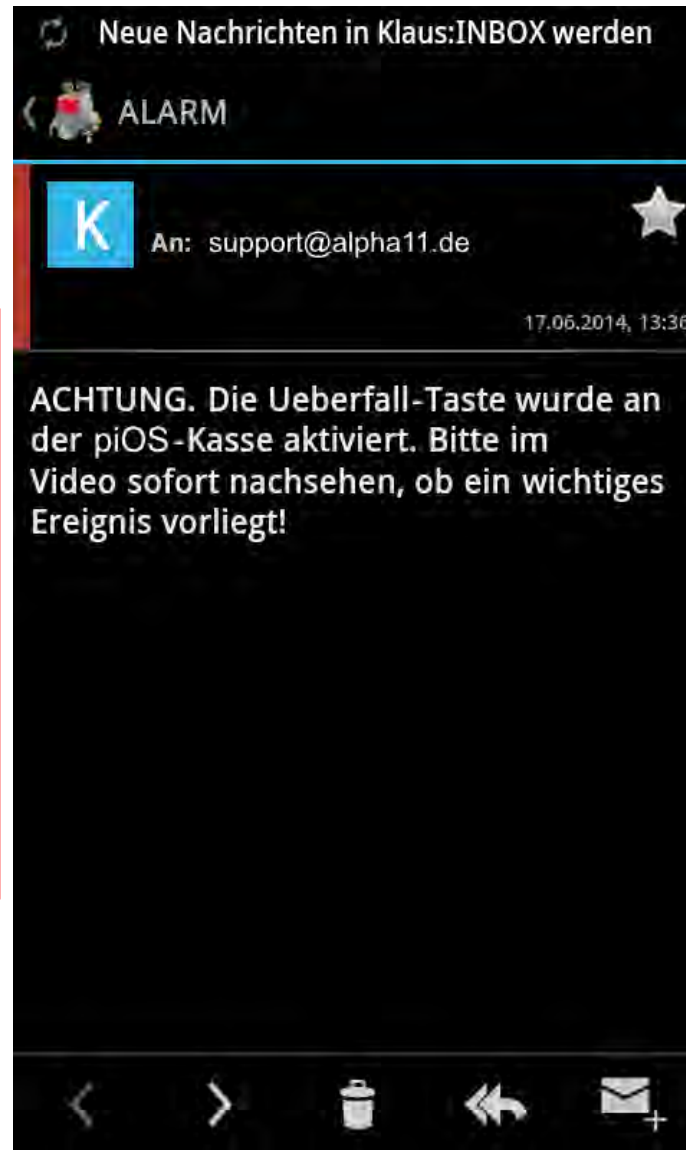 Neue Nachrichten in Klaus:INBOX werden
ALARM
K
An: support@alpha11.de
17.06.2014, 13:36
ACHTUNG. Die Ueberfall-Taste wurde an
der piOS-Kasse aktiviert. Bitte im
Video sofort nachsehen, ob ein wichtiges
Ereignis vorliegt!